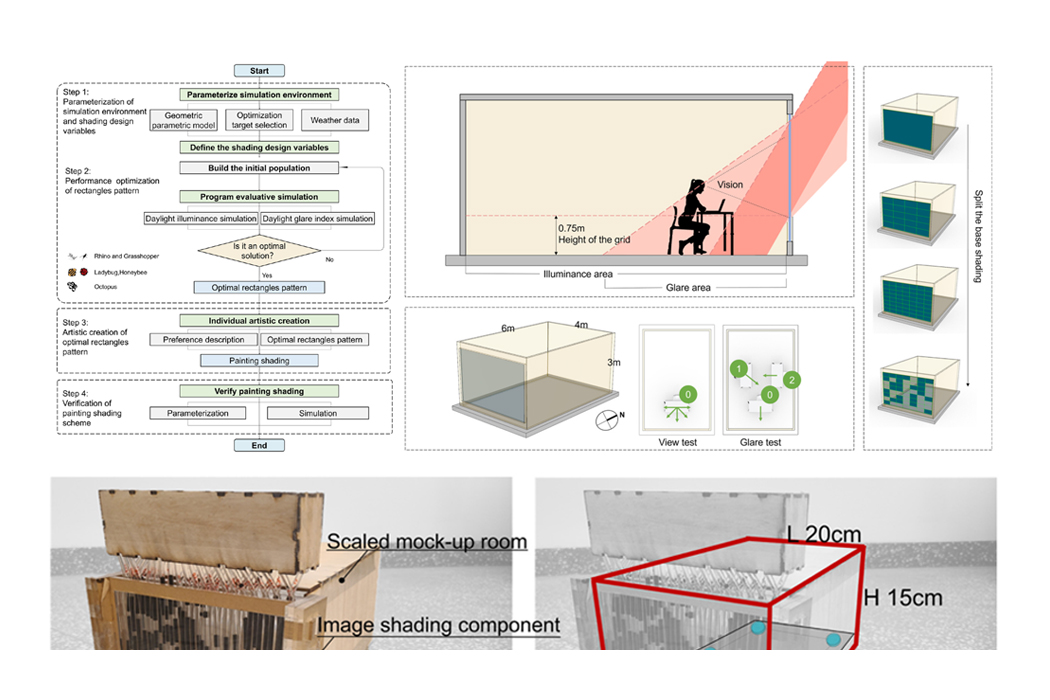 Start
Step 1:
Parameterization of
simulation environment
and shading design
variables
Parameterize simulation environment
Geometric
parametric model
Optimization
target selection
Weather data
Define the shading design variables
Step 2:
Performance optimization
of rectangles pattern
Build the initial population
Program evaluative simulation
Daylight illuminance simulation
Daylight glare index simulation
Is it an optimal
solution?
No
Yes
Rhino and Grasshopper
Ladybug,Honeybee
Octopus
Optimal rectangles pattern
Step 3:
Artistic creation of
optimal rectangles
pattern
Individual artistic creation
Preference description
Optimal rectangles pattern
Painting shading
Step 4:
Verification of
painting shading
scheme
Verify painting shading
Parameterization
Simulation
End
Vision
0.75m
Height of the grid
Illuminance area
Glare area
6m
4m
3m
N
0
View test
1
2
0
Glare test
Split the base shading
Scaled mock-up room
Image shading component
L 20cm
H 15cm